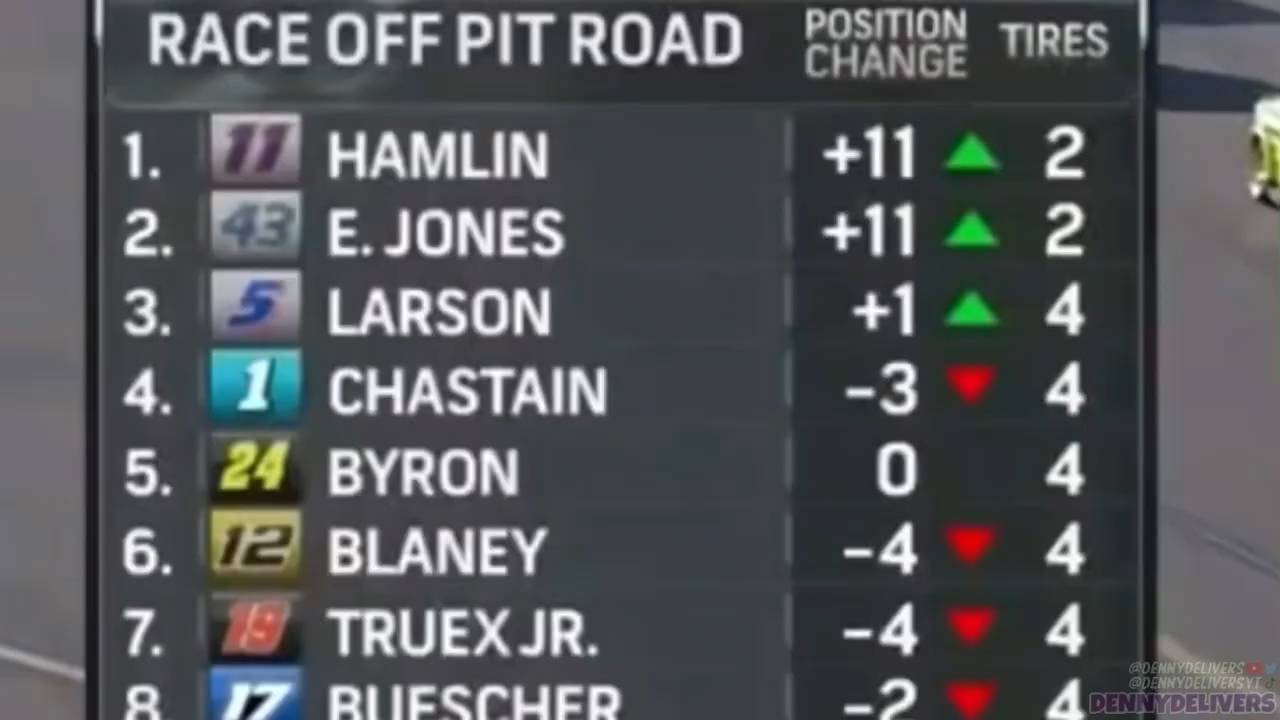 RACE OFF PIT ROAD POSITION CHANGE TIRES
1. 11 HAMLIN +11 2
2. 43 E. JONES +11 2
3. 5 LARSON +1 4
4. 1 CHASTAIN -3 4
5. 24 BYRON 0 4
6. 12 BLANEY -4 4
7. 19 TRUEX JR. -4 4
8. 17 BUESCHER -2 4
@DENNYDELIVERS
@DENNYDELIVERSYT
DENNYDELIVERS